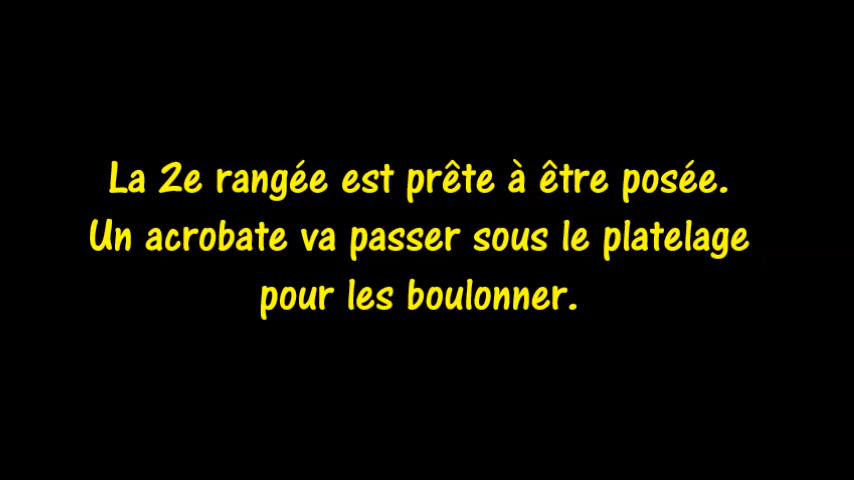 La 2e rangée est prête à être posée.
Un acrobate va passer sous le platelage
pour les boulonner.